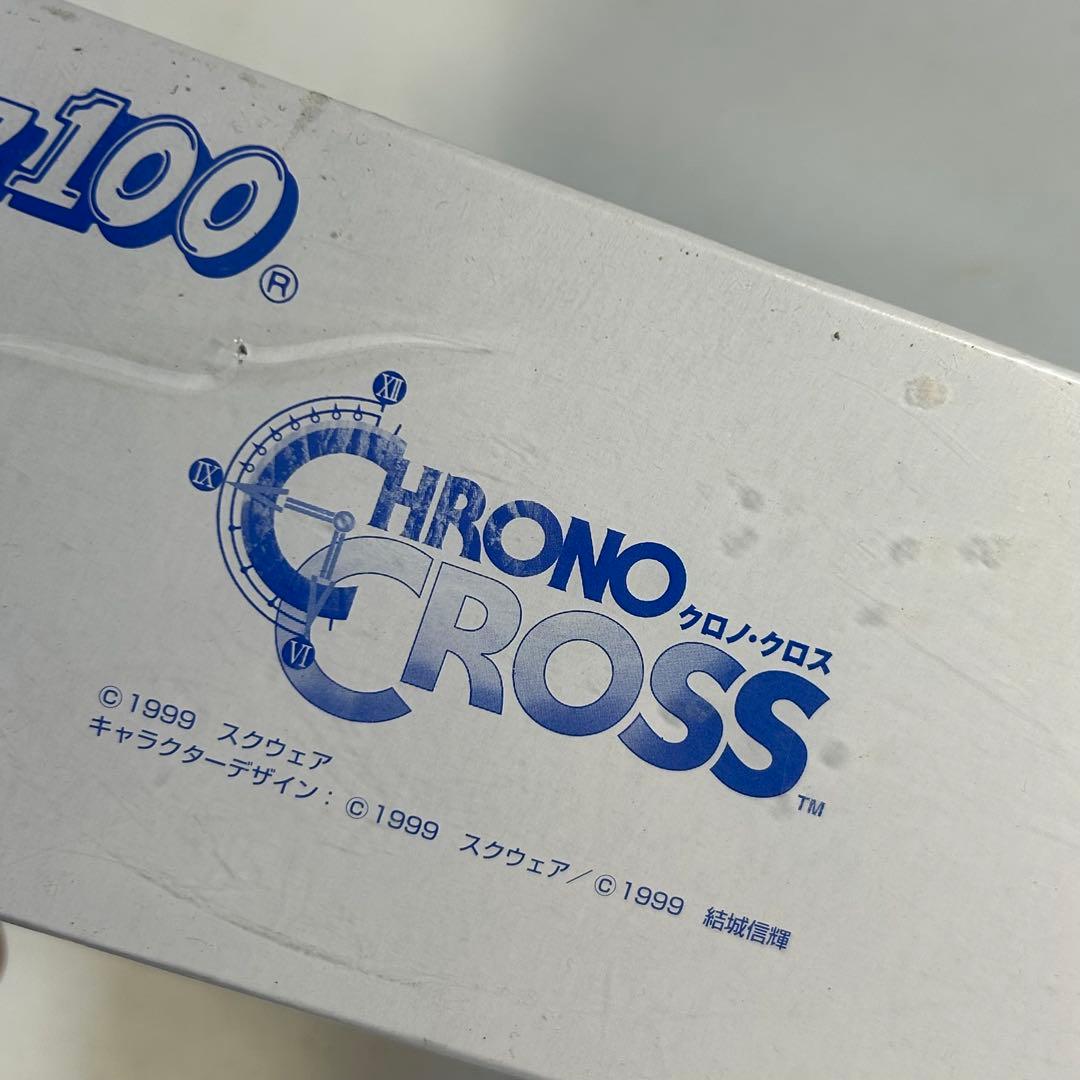 100®
XII
IX
VI
CHRONO
クロノ・クロス
CROSS™
©1999 スクウェア
キャラクターデザイン:©1999 スクウェア/©1999 結城信輝